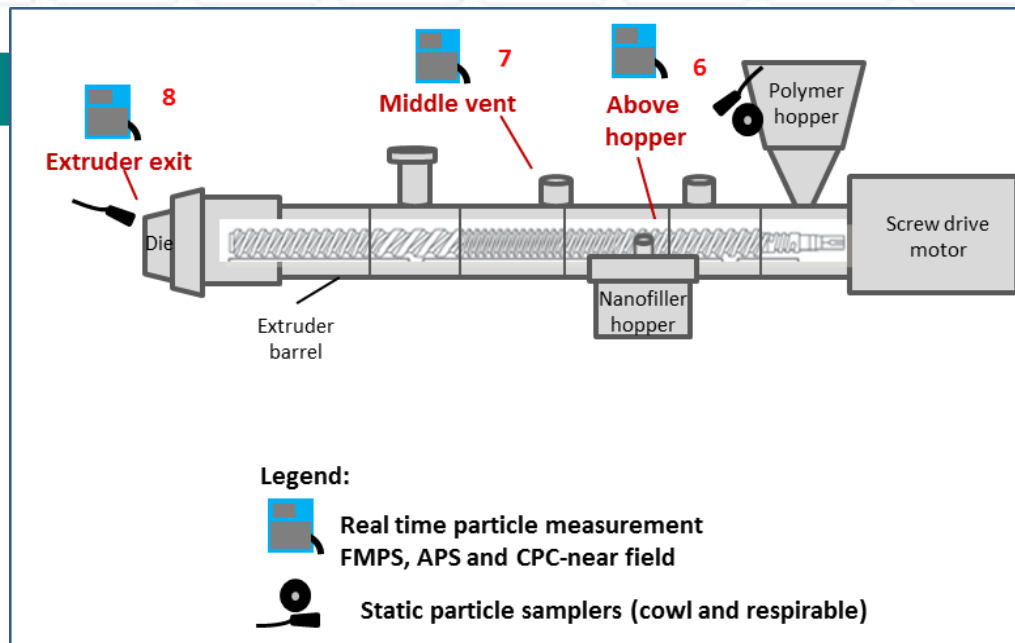 8
Extruder exit
7
Middle vent
6
Above
hopper
Polymer
hopper
Die
Screw drive
motor
Nanofiller
hopper
Extruder
barrel
Legend:
Real time particle measurement
FMPS, APS and CPC-near field
Static particle samplers (cowl and respirable)